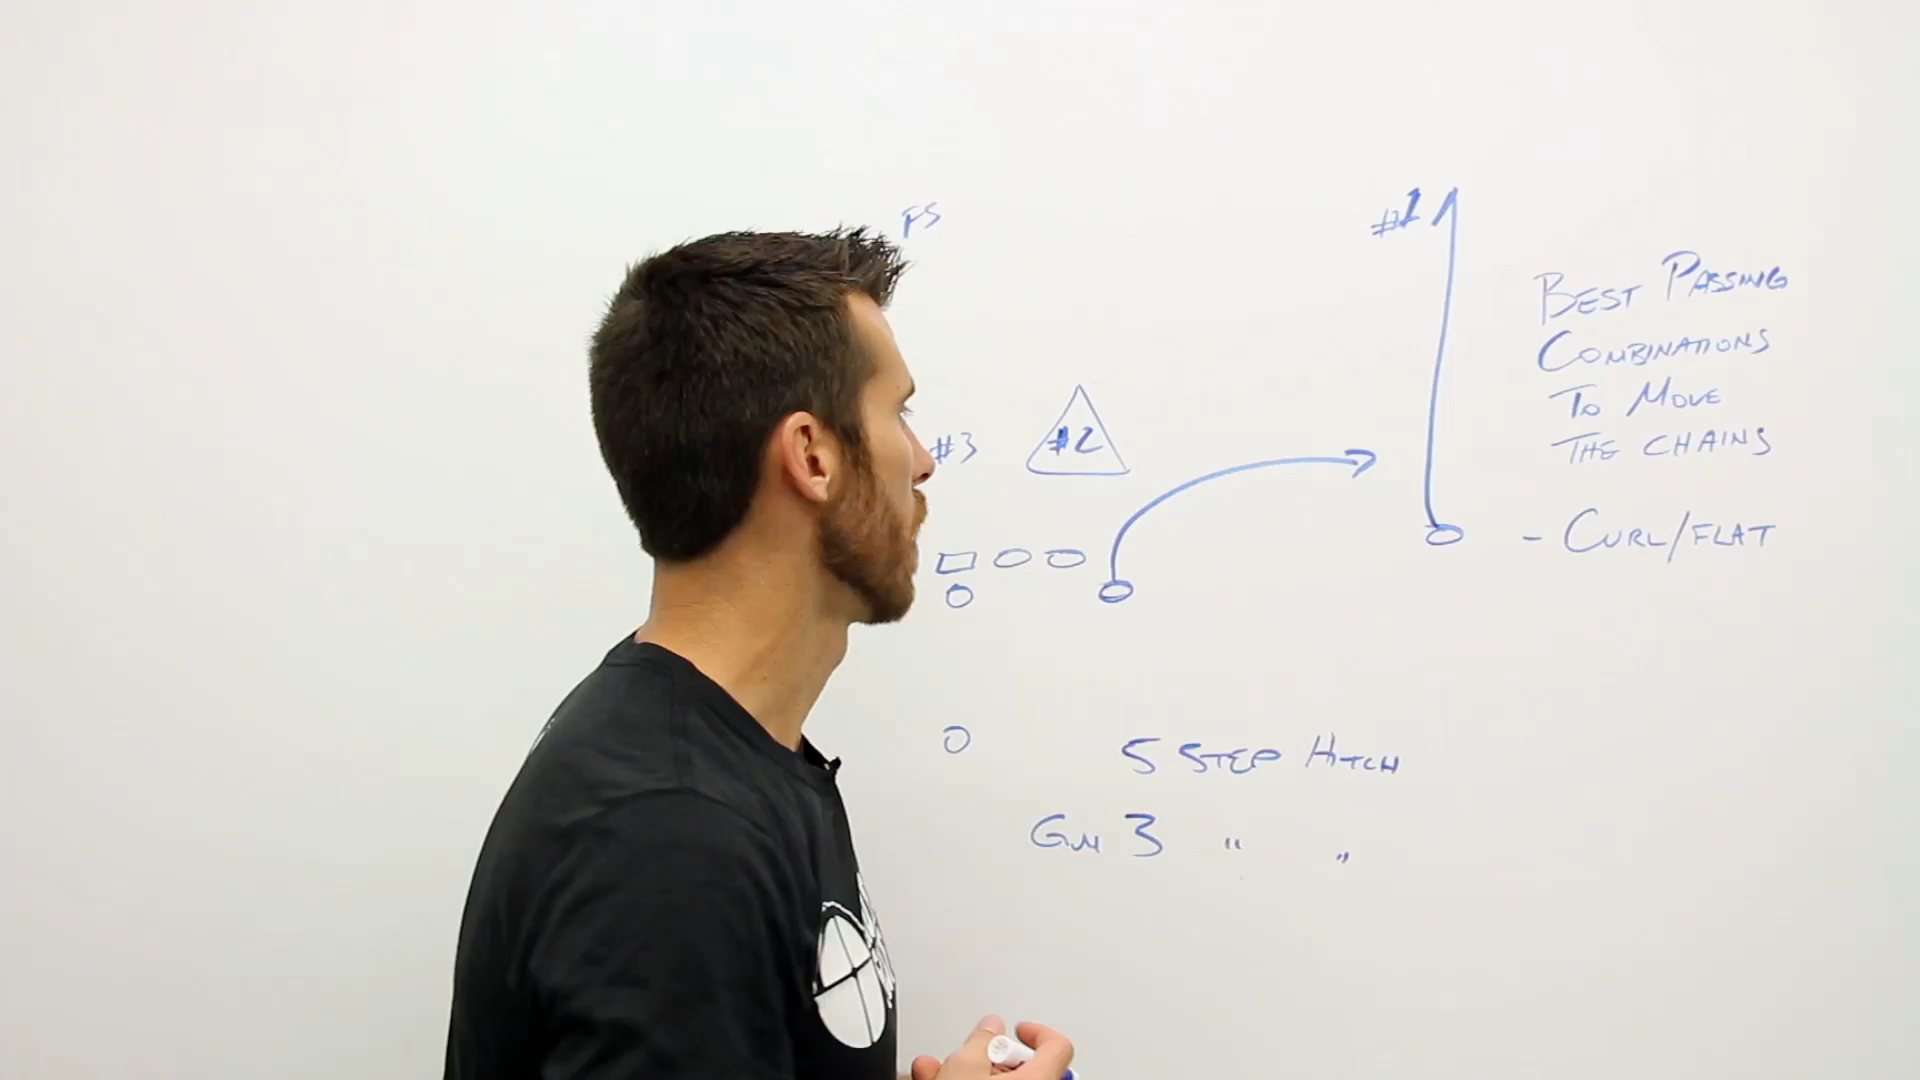 FS
#1
BEST PASSING
COMBINATIONS
TO MOVE
THE CHAINS
#3
#2
- CURL/FLAT
5 STEP HITCH
GUN 3 " "